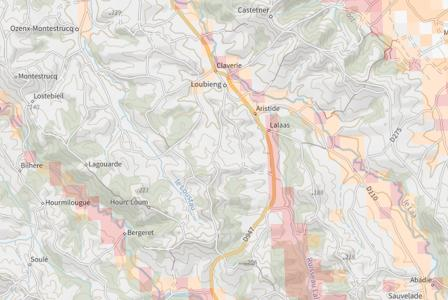 Castetner
Ozenx-Montestrucq
Montestrucq
Claverie
Loubieng
Lostebieil
Aristide
Lalaas
D275
Bilhère
Lagouarde
Hourmilougue
Hourc Loum
Bergeret
D947
D110
Soulé
Abadie
Sauvelade